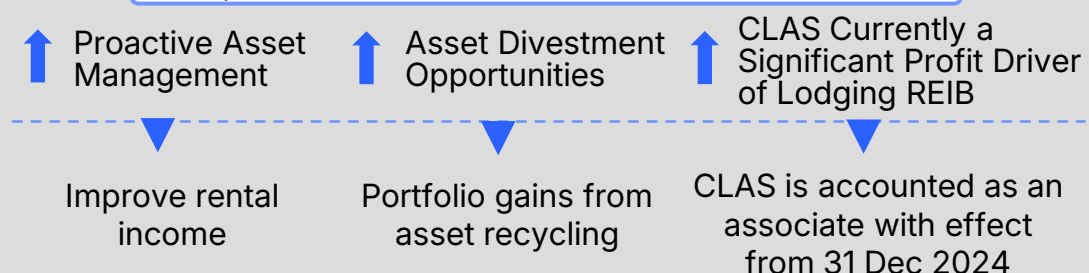 Proactive Asset
Management
Asset Divestment
Opportunities
CLAS Currently a
Significant Profit Driver
of Lodging REIB
Improve rental
income
Portfolio gains from
asset recycling
CLAS is accounted as an
associate with effect
from 31 Dec 2024